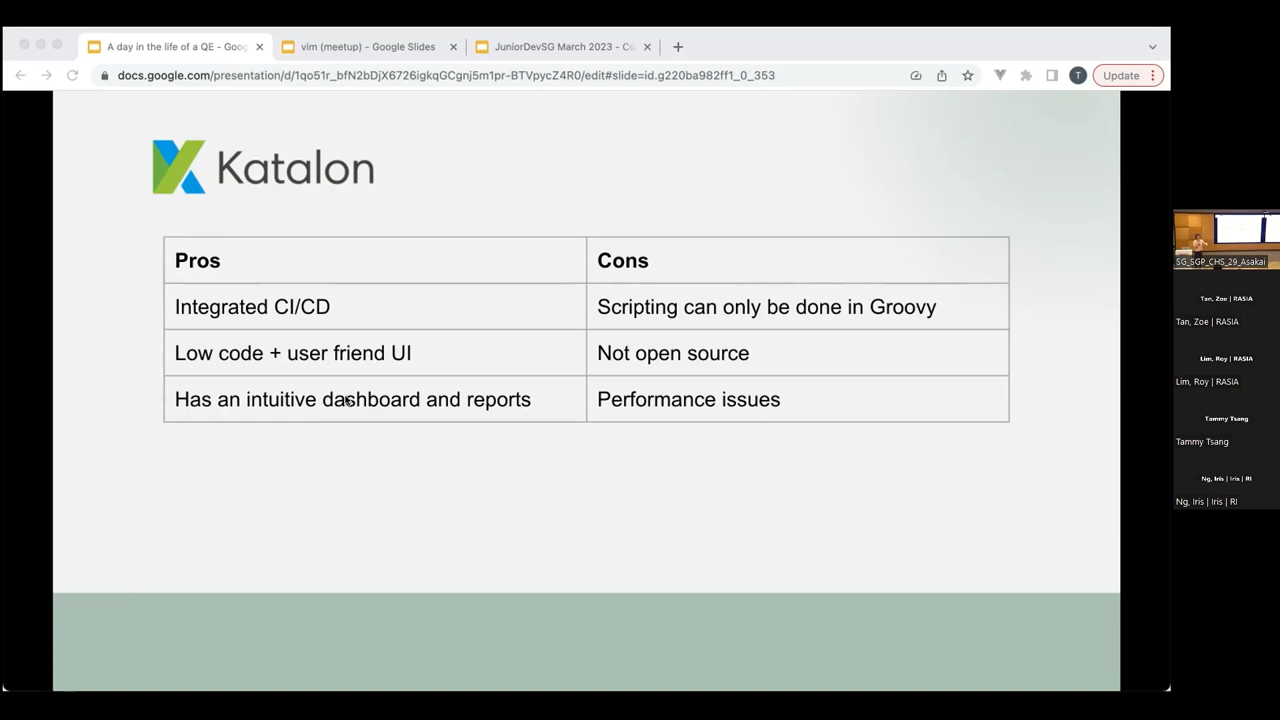 A day in the life of a QE - Goog
vim (meetup) - Google Slides
JuniorDevSG March 2023 - Co
docs.google.com/presentation/d/1qo51r_bfN2bDjX6726igkqGCgnj5m1pr-BTVpycZ4R0/edit#slide=id.g220ba982ff1_0_353
T
Update
Katalon
Pros Cons
Integrated CI/CD Scripting can only be done in Groovy
Low code + user friend UI Not open source
Has an intuitive dashboard and reports Performance issues
SG_SGP_CHS_29_Asakai
Tan, Zoe | RASIA
Tan, Zoe | RASIA
Lim, Roy | RASIA
Lim, Roy | RASIA
Tammy Tsang
Tammy Tsang
Ng, Iris | Iris | RI
Ng, Iris | Iris | RI